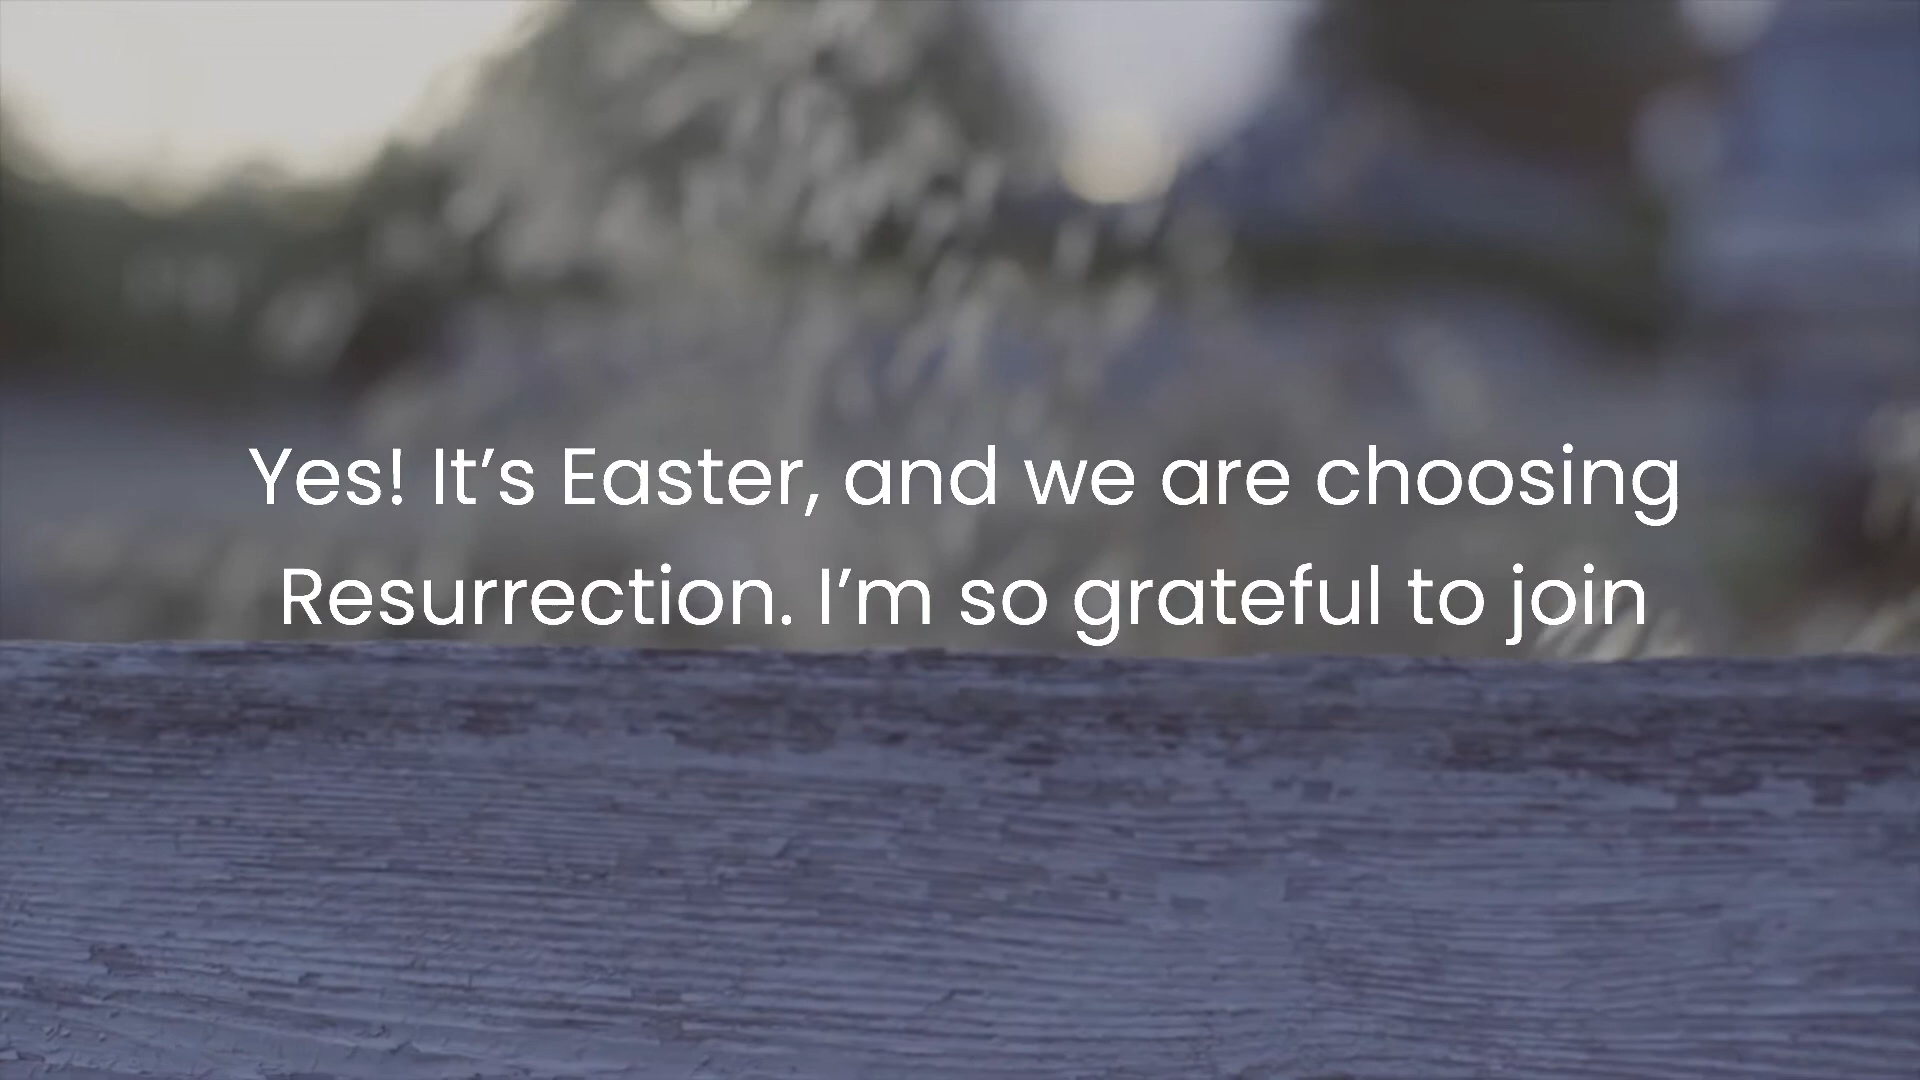 Yes! It’s Easter, and we are choosing
Resurrection. I’m so grateful to join